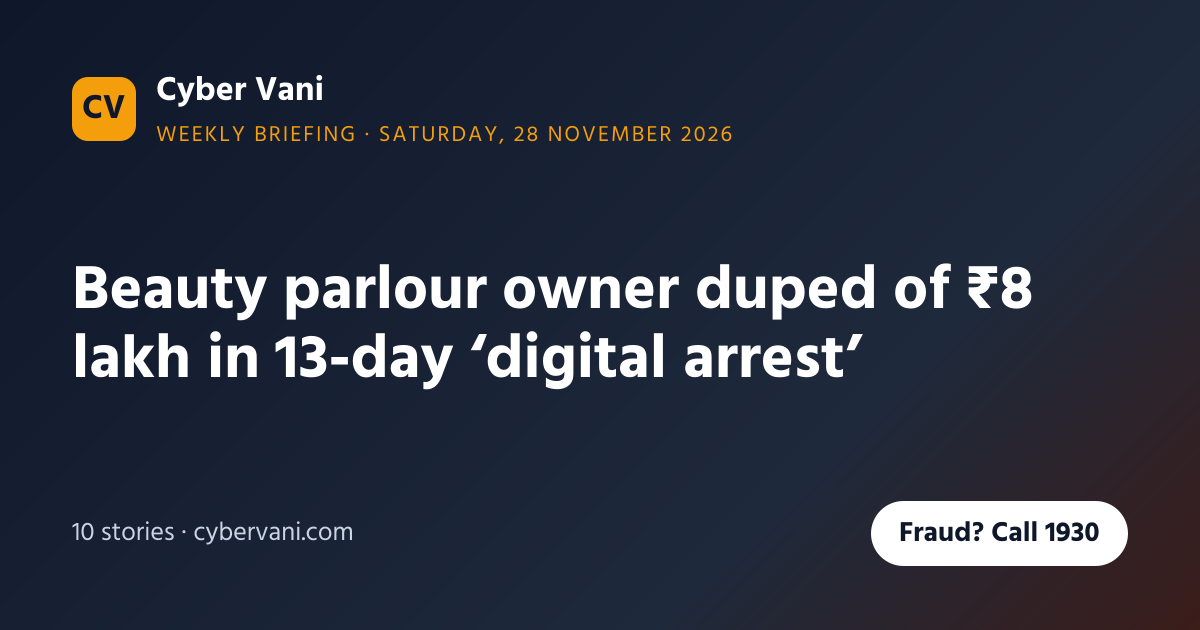 CV
Cyber Vani
WEEKLY BRIEFING · SATURDAY, 28 NOVEMBER 2026
Beauty parlour owner duped of ₹8
lakh in 13-day ‘digital arrest’
10 stories · cybervani.com
Fraud? Call 1930